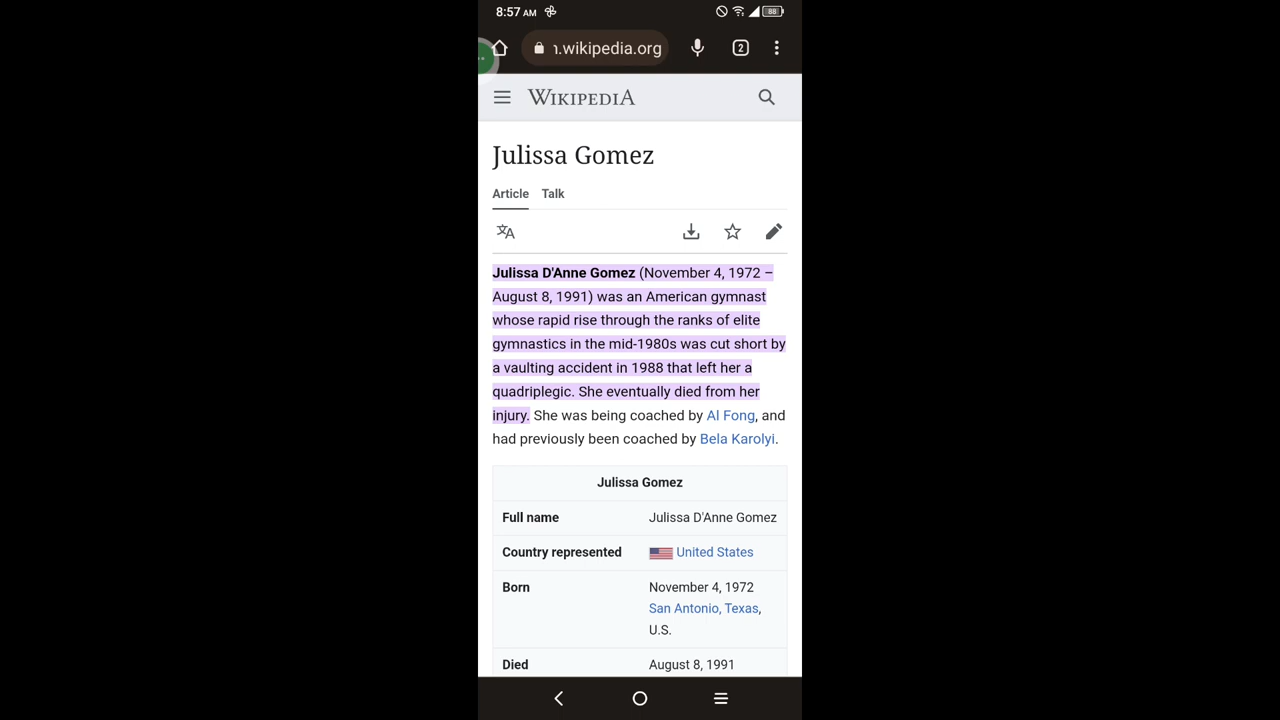 8:57 AM
88
n.wikipedia.org
2
WIKIPEDIA
Julissa Gomez
Article Talk
Julissa D'Anne Gomez (November 4, 1972 –
August 8, 1991) was an American gymnast
whose rapid rise through the ranks of elite
gymnastics in the mid-1980s was cut short by
a vaulting accident in 1988 that left her a
quadriplegic. She eventually died from her
injury. She was being coached by Al Fong, and
had previously been coached by Bela Karolyi.
Julissa Gomez
Full name Julissa D'Anne Gomez
Country represented United States
Born November 4, 1972
San Antonio, Texas,
U.S.
Died August 8, 1991